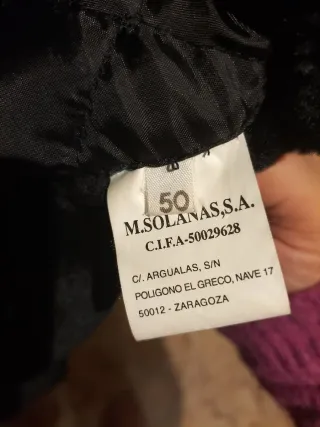 50
M.SOLANAS,S.A.
C.I.F.A-50029628
C/. ARGUALAS, S/N
POLIGONO EL GRECO, NAVE 17
50012 - ZARAGOZA